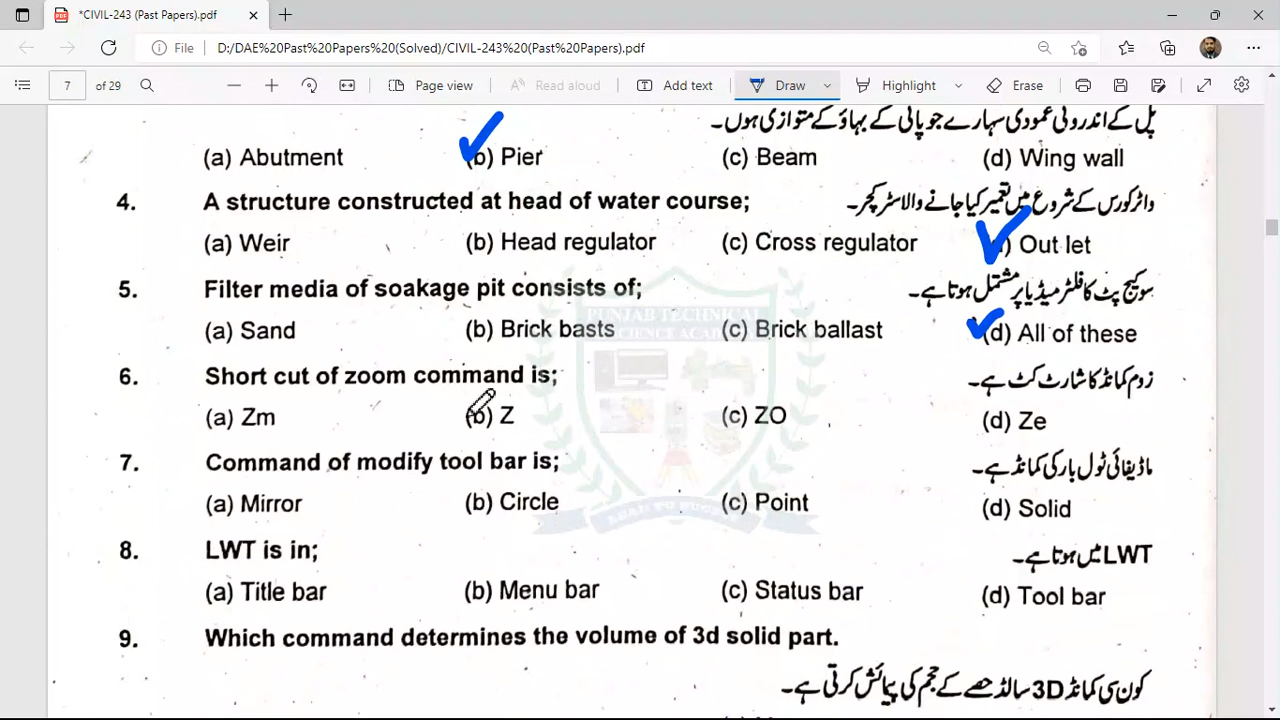 *CIVIL-243 (Past Papers).pdf
File D:/DAE%20Past%20Papers%20(Solved)/CIVIL-243%20(Past%20Papers).pdf
7 of 29 Page view Read aloud Add text Draw Highlight Erase
پل کے اندرونی عمودی سہارے جو پانی کے بہاؤ کے متوازی ہوں۔
(a) Abutment (b) Pier (c) Beam (d) Wing wall
4. A structure constructed at head of water course; واٹر کورس کے شروع میں تعمیر کیا جانے والا سٹرکچر۔
(a) Weir (b) Head regulator (c) Cross regulator (d) Out let
5. Filter media of soakage pit consists of; سوکیج پٹ کا فلٹر میڈیا پر مشتمل ہوتا ہے۔
(a) Sand (b) Brick basts (c) Brick ballast (d) All of these
6. Short cut of zoom command is; زوم کمانڈ کا شارٹ کٹ ہے۔
(a) Zm (b) Z (c) ZO (d) Ze
7. Command of modify tool bar is; ماڈیفائی ٹول بار کی کمانڈ ہے۔
(a) Mirror (b) Circle (c) Point (d) Solid
8. LWT is in; LWT میں ہوتا ہے۔
(a) Title bar (b) Menu bar (c) Status bar (d) Tool bar
9. Which command determines the volume of 3d solid part.
کون سی کمانڈ 3D سالڈ حصے کے حجم کی پیمائش کرتی ہے۔
PUNJAB TECHNICAL
SCIENCE ACADEMY